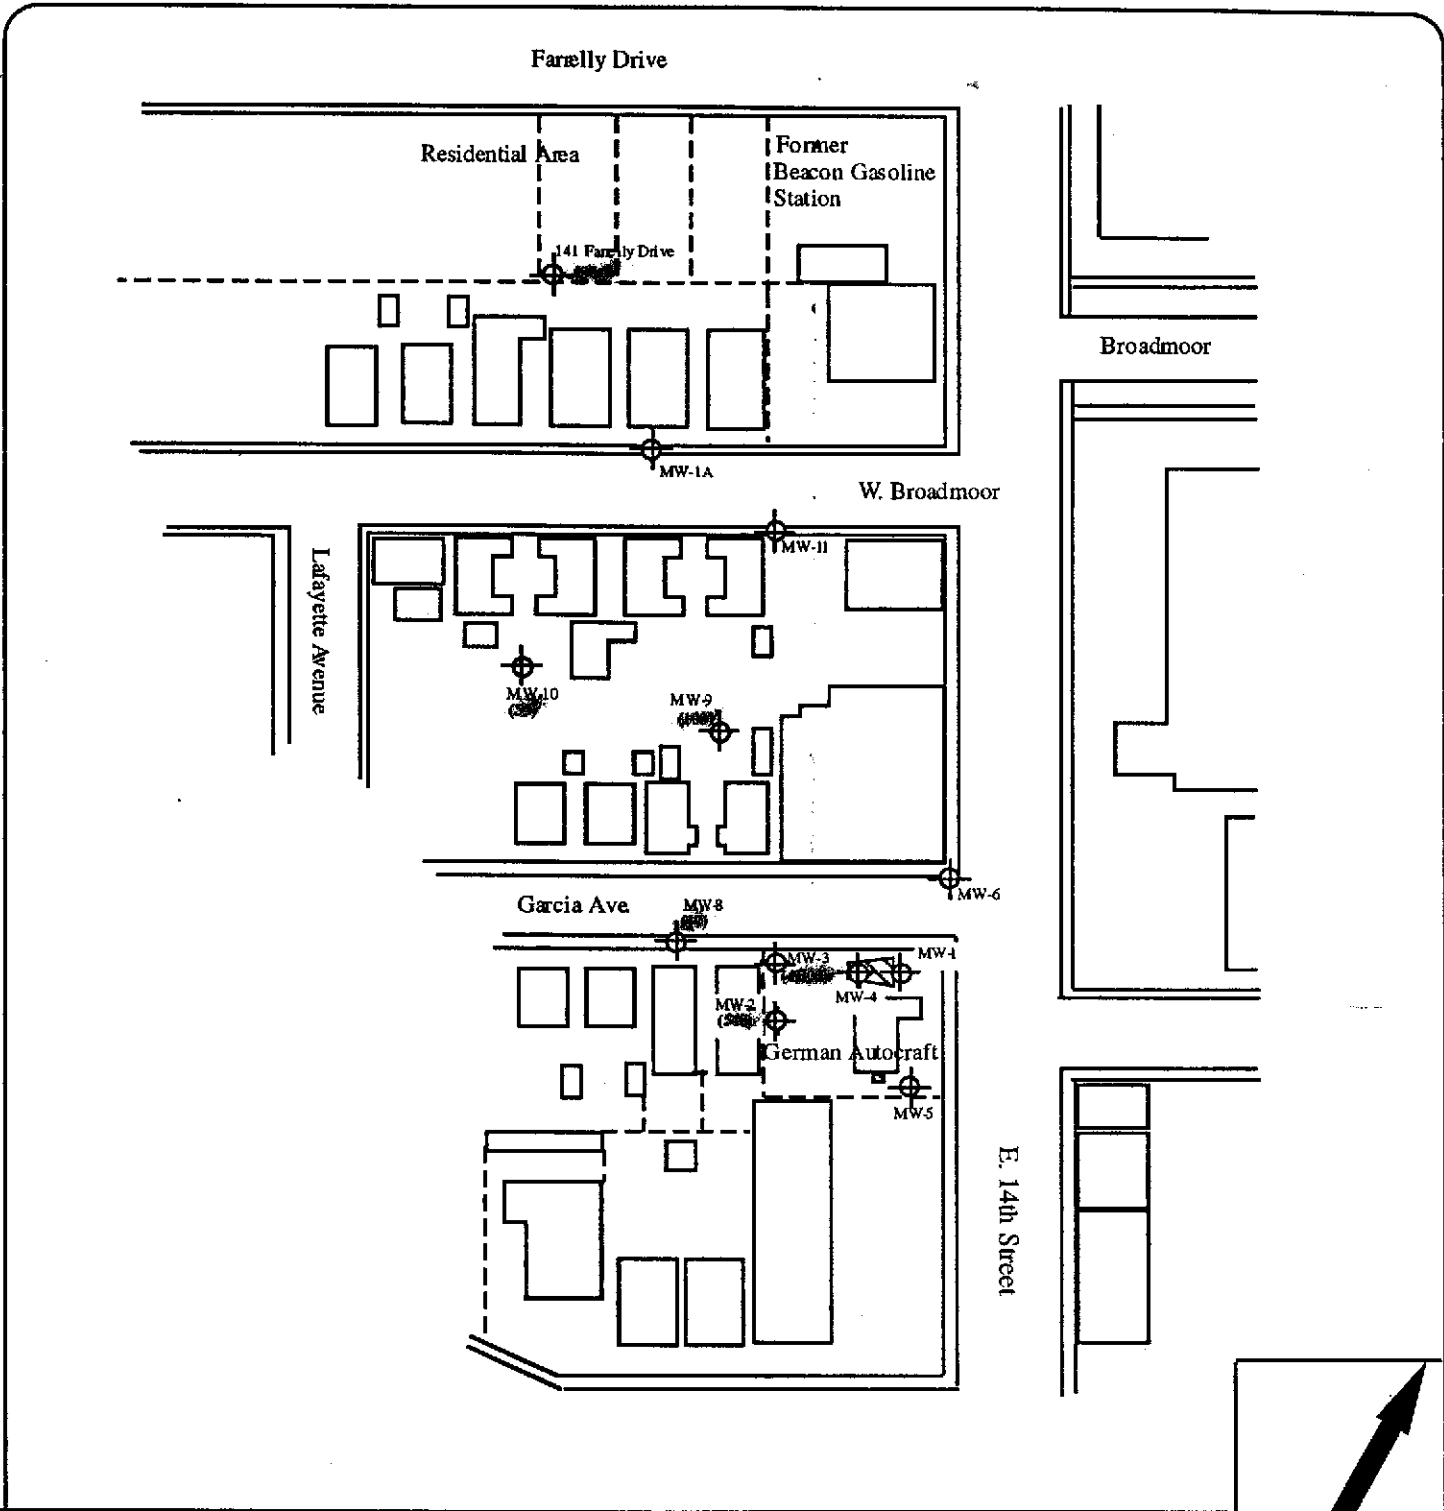 Farrelly Drive
Residential Area
Former
Beacon Gasoline
Station
141 Farrelly Drive
Broadmoor
MW-1A
W. Broadmoor
MW-11
Lafayette Avenue
MW-10
MW-9
MW-6
Garcia Ave.
MW-8
MW-3
MW-1
MW-4
MW-2
German Autocraft
MW-5
E. 14th Street